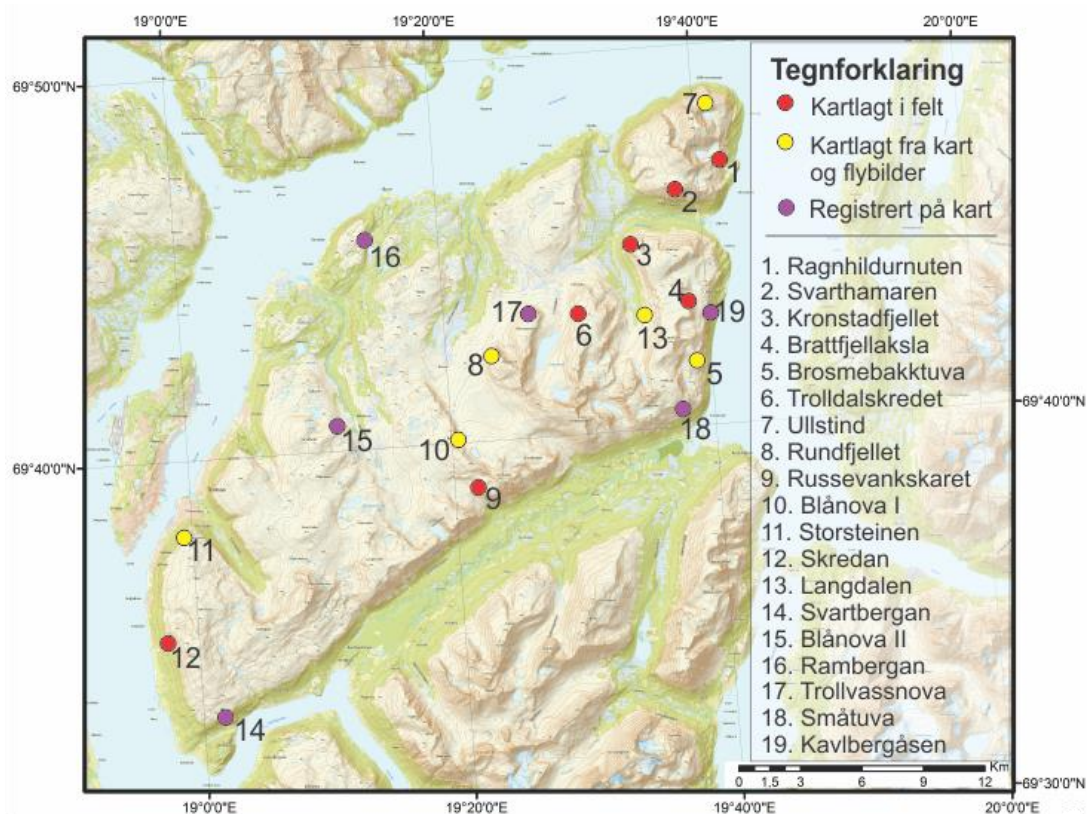 19°0'0"E
19°20'0"E
19°40'0"E
20°0'0"E
69°50'0"N
69°40'0"N
69°40'0"N
69°30'0"N
19°0'0"E
19°20'0"E
19°40'0"E
20°0'0"E
7
1
2
3
16
4
19
17
6
13
8
5
18
15
10
9
11
12
14
Tegnforklaring
Kartlagt i felt
Kartlagt fra kart
og flybilder
Registrert på kart
1. Ragnhildurnuten
2. Svarthamaren
3. Kronstadfjellet
4. Brattfjellaksla
5. Brosmebakktuva
6. Trolldalskredet
7. Ullstind
8. Rundfjellet
9. Russevankskaret
10. Blånova I
11. Storsteinen
12. Skredan
13. Langdalen
14. Svartbergan
15. Blånova II
16. Rambergan
17. Trollvassnova
18. Småtuva
19. Kavlbergåsen
Km
0 1.5 3 6 9 12